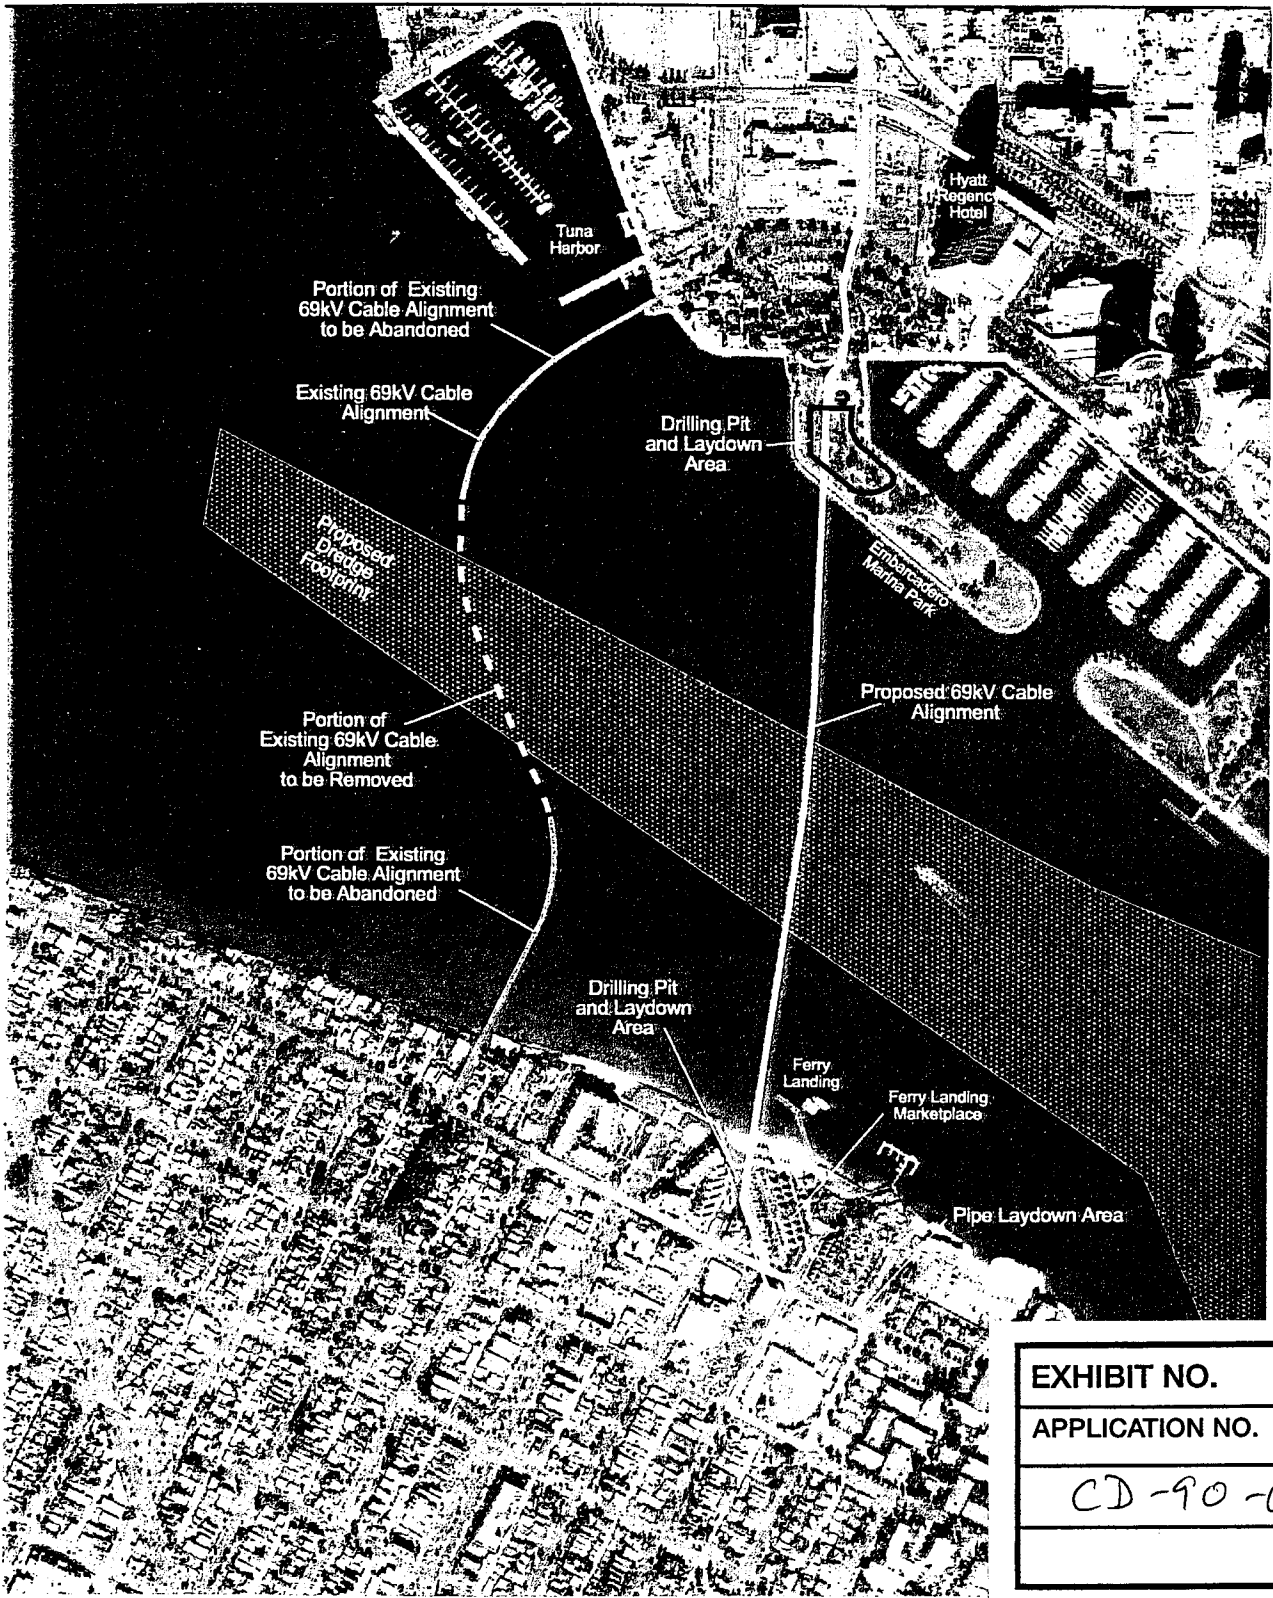 Hyatt
Regenc
Hotel
Tuna
Harbor
Portion of Existing
69kV Cable Alignment
to be Abandoned
Existing 69kV Cable
Alignment
Drilling Pit
and Laydown
Area
Proposed
Dredge
Footprint
Embarcadero
Marina Park
Proposed 69kV Cable
Alignment
Portion of
Existing 69kV Cable
Alignment
to be Removed
Portion of Existing
69kV Cable Alignment
to be Abandoned
Drilling Pit
and Laydown
Area
Ferry
Landing
Ferry Landing
Marketplace
Pipe Laydown Area
EXHIBIT NO.
APPLICATION NO.
CD-90-